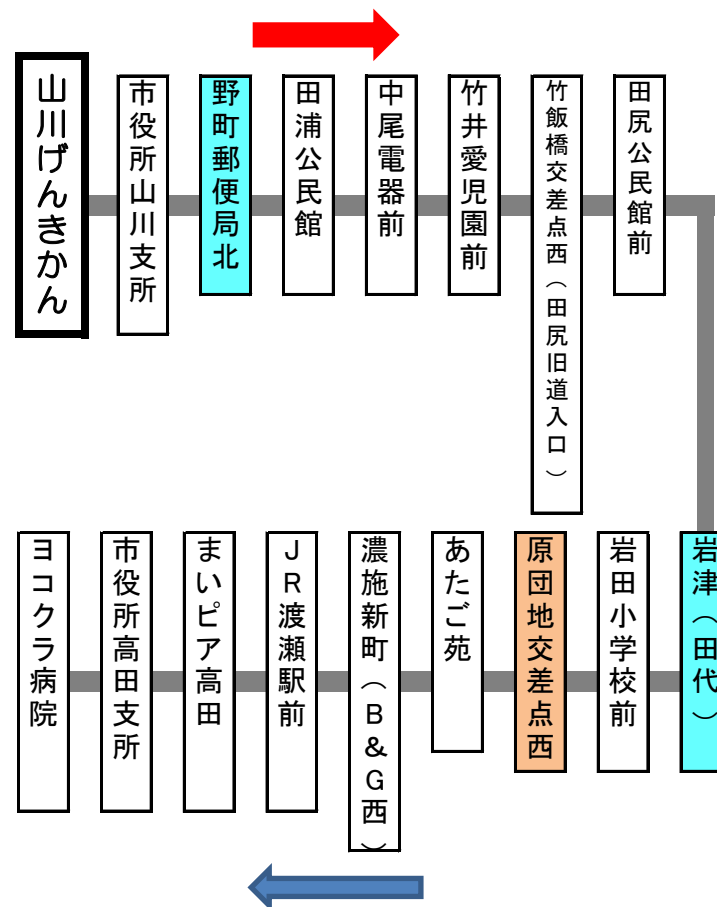 山川げんきかん
市役所山川支所
野町郵便局北
田浦公民館
中尾電器前
竹井愛児園前
竹飯橋交差点西（田尻旧道入口）
田尻公民館前
岩津（田代）
岩田小学校前
原団地交差点西
あたご苑
濃施新町（B＆G西）
JR渡瀬駅前
まいピア高田
市役所高田支所
ヨコクラ病院